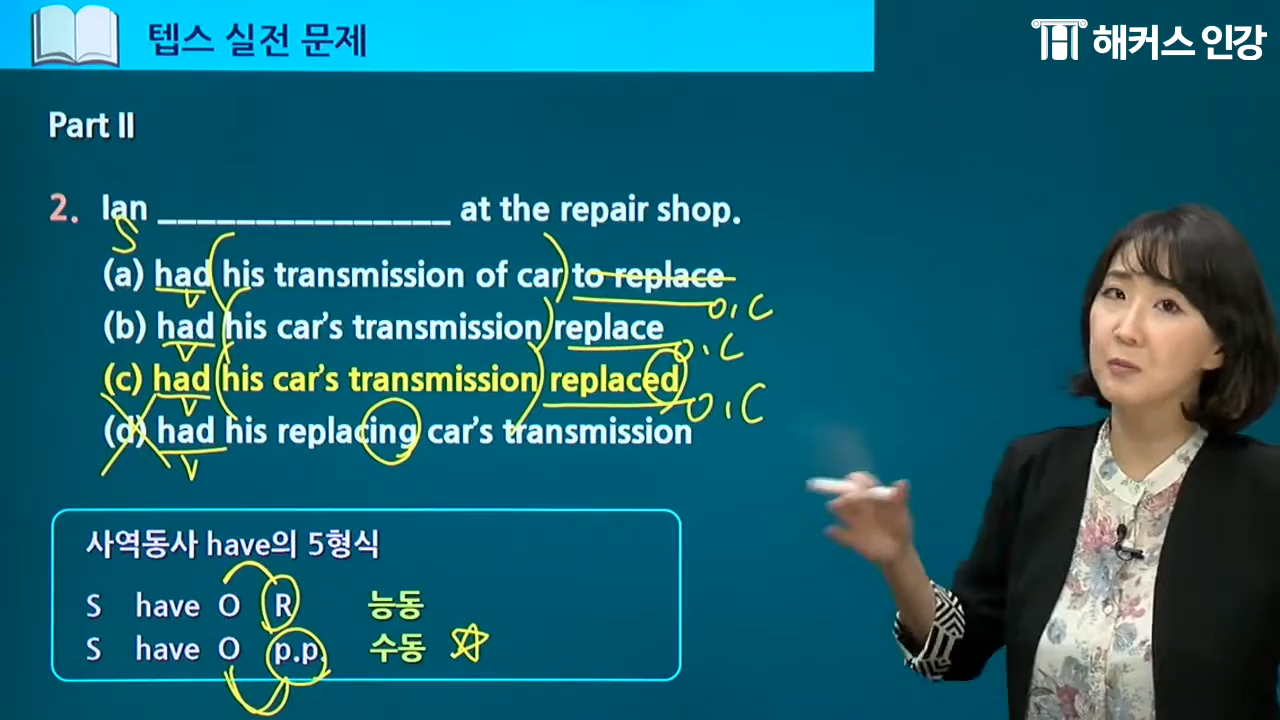 텝스 실전 문제
해커스 인강
Part II
2. Ian _______________ at the repair shop.
S
(a) had his transmission of car to replace
V
O.C
(b) had his car's transmission replace
V
O.C
(c) had his car's transmission replaced
V
O.C
(d) had his replacing car's transmission
V
사역동사 have의 5형식
S have O R 능동
S have O p.p. 수동